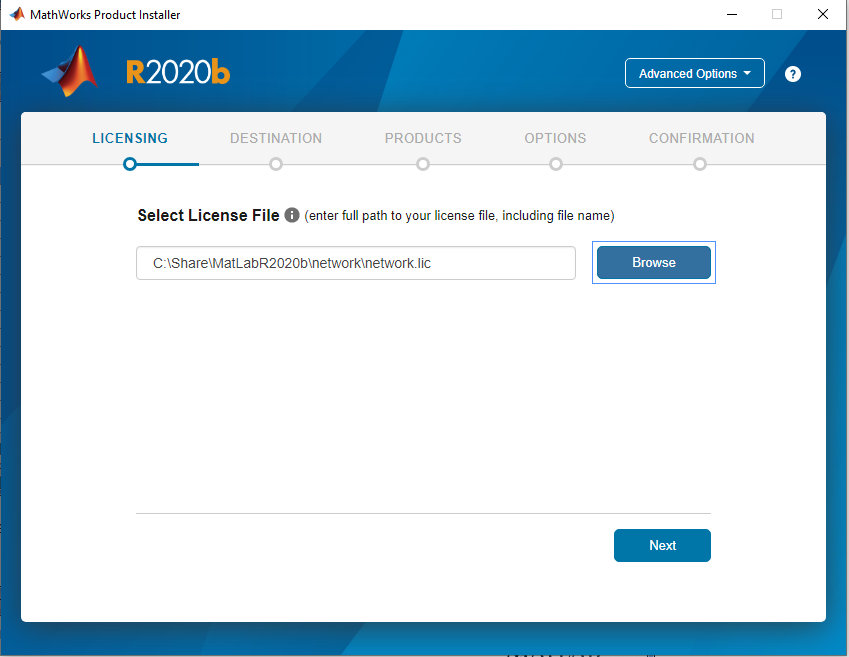 MathWorks Product Installer
R2020b
Advanced Options
?
LICENSING DESTINATION PRODUCTS OPTIONS CONFIRMATION
Select License File i (enter full path to your license file, including file name)
C:\Share\MatLabR2020b\network\network.lic
Browse
Next